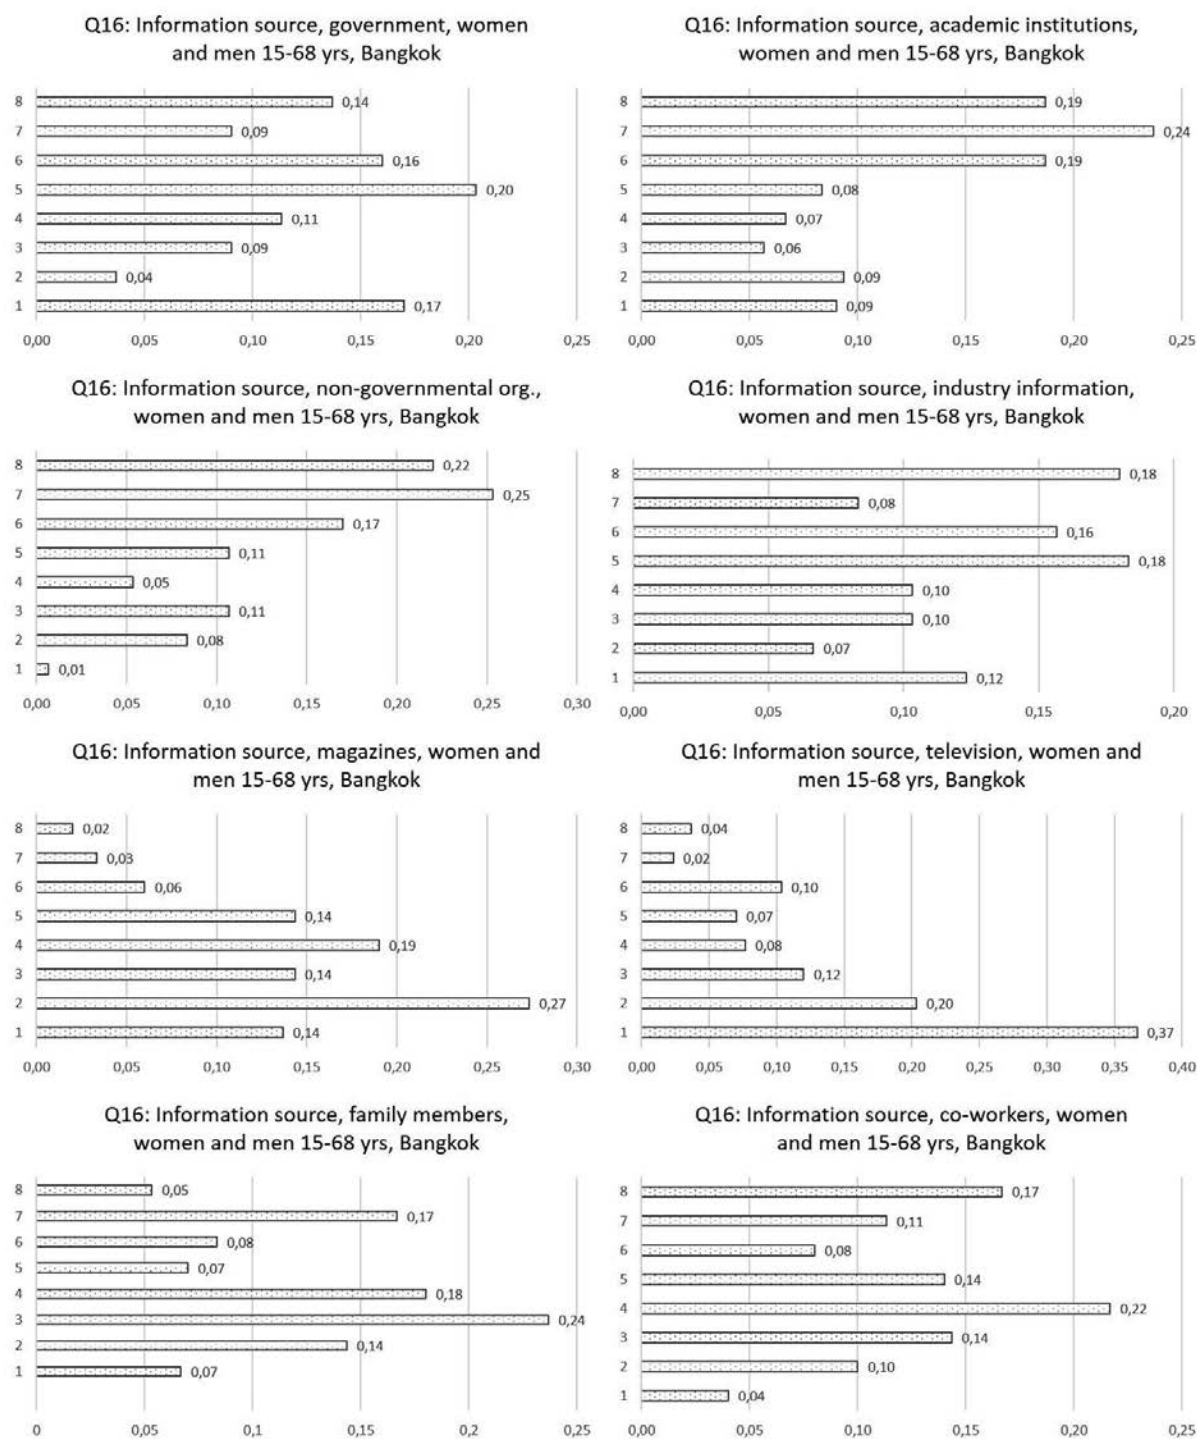 Q16: Information source, government, women
and men 15-68 yrs, Bangkok
8 0,14
7 0,09
6 0,16
5 0,20
4 0,11
3 0,09
2 0,04
1 0,17
0,00 0,05 0,10 0,15 0,20 0,25
Q16: Information source, academic institutions,
women and men 15-68 yrs, Bangkok
8 0,19
7 0,24
6 0,19
5 0,08
4 0,07
3 0,06
2 0,09
1 0,09
0,00 0,05 0,10 0,15 0,20 0,25
Q16: Information source, non-governmental org.,
women and men 15-68 yrs, Bangkok
8 0,22
7 0,25
6 0,17
5 0,11
4 0,05
3 0,11
2 0,08
1 0,01
0,00 0,05 0,10 0,15 0,20 0,25 0,30
Q16: Information source, industry information,
women and men 15-68 yrs, Bangkok
8 0,18
7 0,08
6 0,16
5 0,18
4 0,10
3 0,10
2 0,07
1 0,12
0,00 0,05 0,10 0,15 0,20
Q16: Information source, magazines, women and
men 15-68 yrs, Bangkok
8 0,02
7 0,03
6 0,06
5 0,14
4 0,19
3 0,14
2 0,27
1 0,14
0,00 0,05 0,10 0,15 0,20 0,25 0,30
Q16: Information source, television, women and
men 15-68 yrs, Bangkok
8 0,04
7 0,02
6 0,10
5 0,07
4 0,08
3 0,12
2 0,20
1 0,37
0,00 0,05 0,10 0,15 0,20 0,25 0,30 0,35 0,40
Q16: Information source, family members,
women and men 15-68 yrs, Bangkok
8 0,05
7 0,17
6 0,08
5 0,07
4 0,18
3 0,24
2 0,14
1 0,07
0 0,05 0,1 0,15 0,2 0,25
Q16: Information source, co-workers, women
and men 15-68 yrs, Bangkok
8 0,17
7 0,11
6 0,08
5 0,14
4 0,22
3 0,14
2 0,10
1 0,04
0,00 0,05 0,10 0,15 0,20 0,25